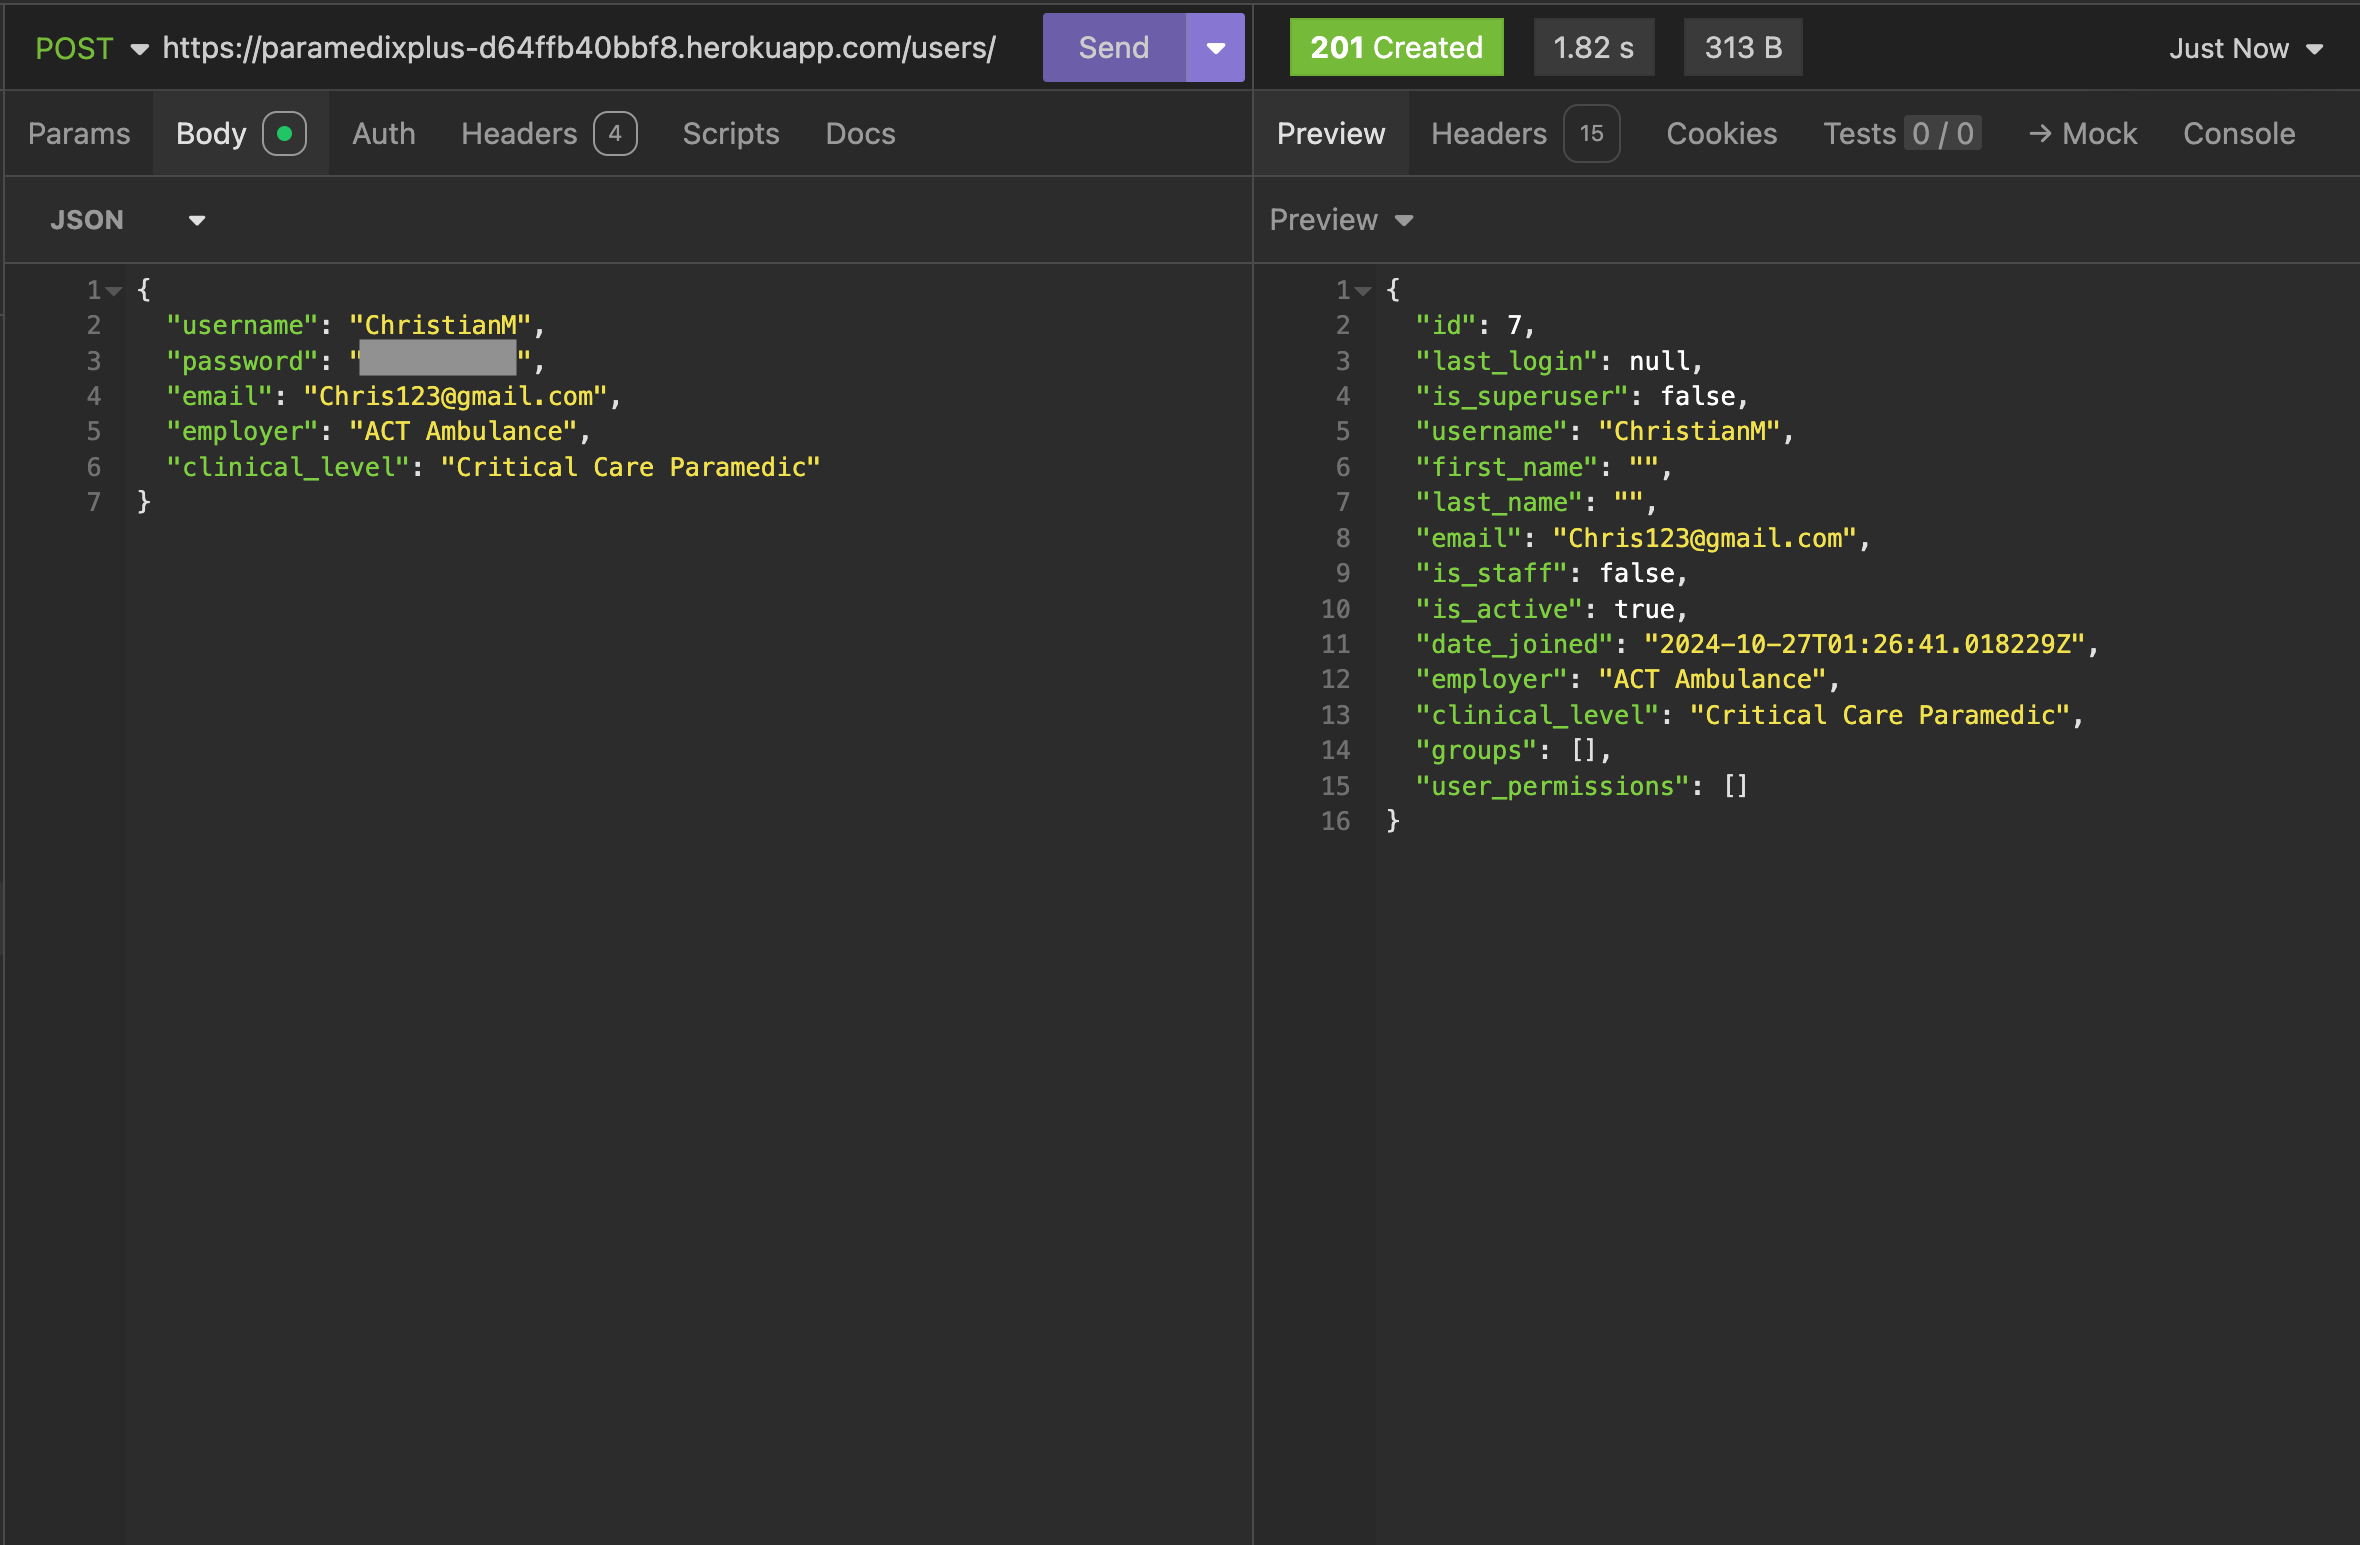 POST https://paramedixplus-d64ffb40bbf8.herokuapp.com/users/ Send
Params Body Auth Headers 4 Scripts Docs
JSON
1 {
2 "username": "ChristianM",
3 "password": "",
4 "email": "Chris123@gmail.com",
5 "employer": "ACT Ambulance",
6 "clinical_level": "Critical Care Paramedic"
7 }
201 Created 1.82 s 313 B Just Now
Preview Headers 15 Cookies Tests 0 / 0 → Mock Console
Preview
1 {
2 "id": 7,
3 "last_login": null,
4 "is_superuser": false,
5 "username": "ChristianM",
6 "first_name": "",
7 "last_name": "",
8 "email": "Chris123@gmail.com",
9 "is_staff": false,
10 "is_active": true,
11 "date_joined": "2024-10-27T01:26:41.018229Z",
12 "employer": "ACT Ambulance",
13 "clinical_level": "Critical Care Paramedic",
14 "groups": [],
15 "user_permissions": []
16 }